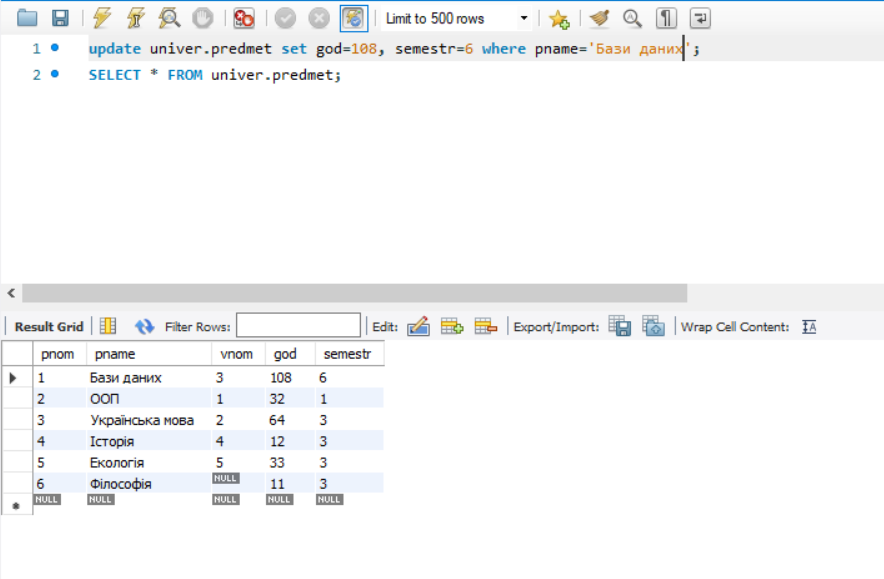 Limit to 500 rows
1 update univer.predmet set god=108, semestr=6 where pname='Бази даних';
2 SELECT * FROM univer.predmet;
Result Grid Filter Rows: Edit: Export/Import: Wrap Cell Content:
pnom pname vnom god semestr
1 Бази даних 3 108 6
2 ООП 1 32 1
3 Українська мова 2 64 3
4 Історія 4 12 3
5 Екологія 5 33 3
6 Філософія NULL 11 3
NULL NULL NULL NULL NULL